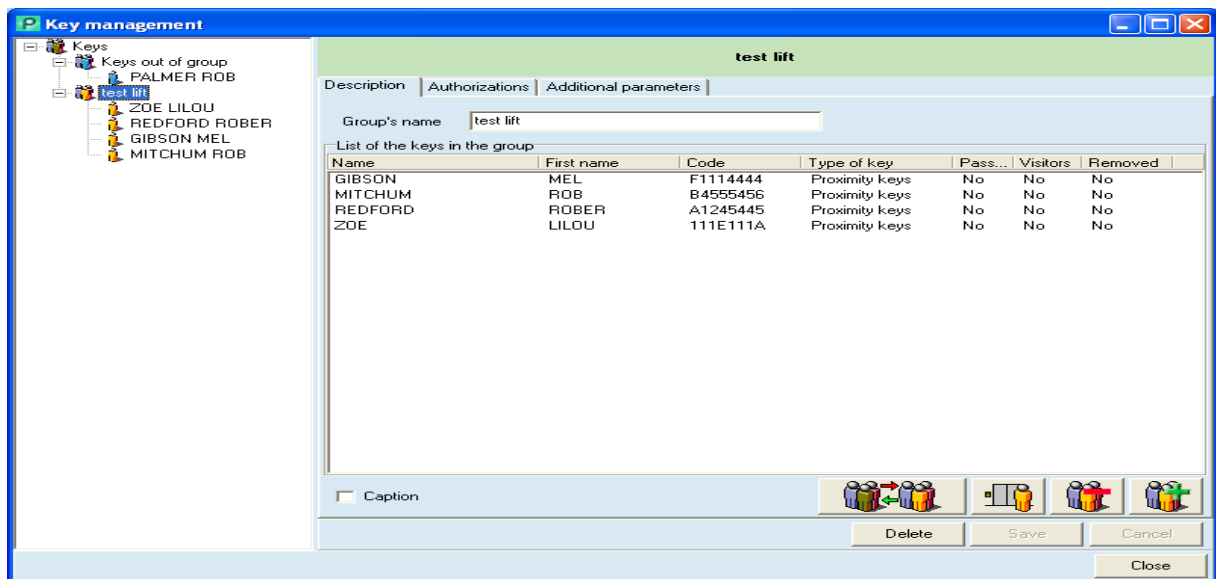 Key management
Keys
Keys out of group
PALMER ROB
test lift
ZOE LILOU
REDFORD ROBER
GIBSON MEL
MITCHUM ROB
test lift
Description Authorizations Additional parameters
Group's name test lift
List of the keys in the group
Name First name Code Type of key Pass... Visitors Removed
GIBSON MEL F1114444 Proximity keys No No No
MITCHUM ROB B4555456 Proximity keys No No No
REDFORD ROBER A1245445 Proximity keys No No No
ZOE LILOU 111E111A Proximity keys No No No
Caption
Delete Save Cancel
Close